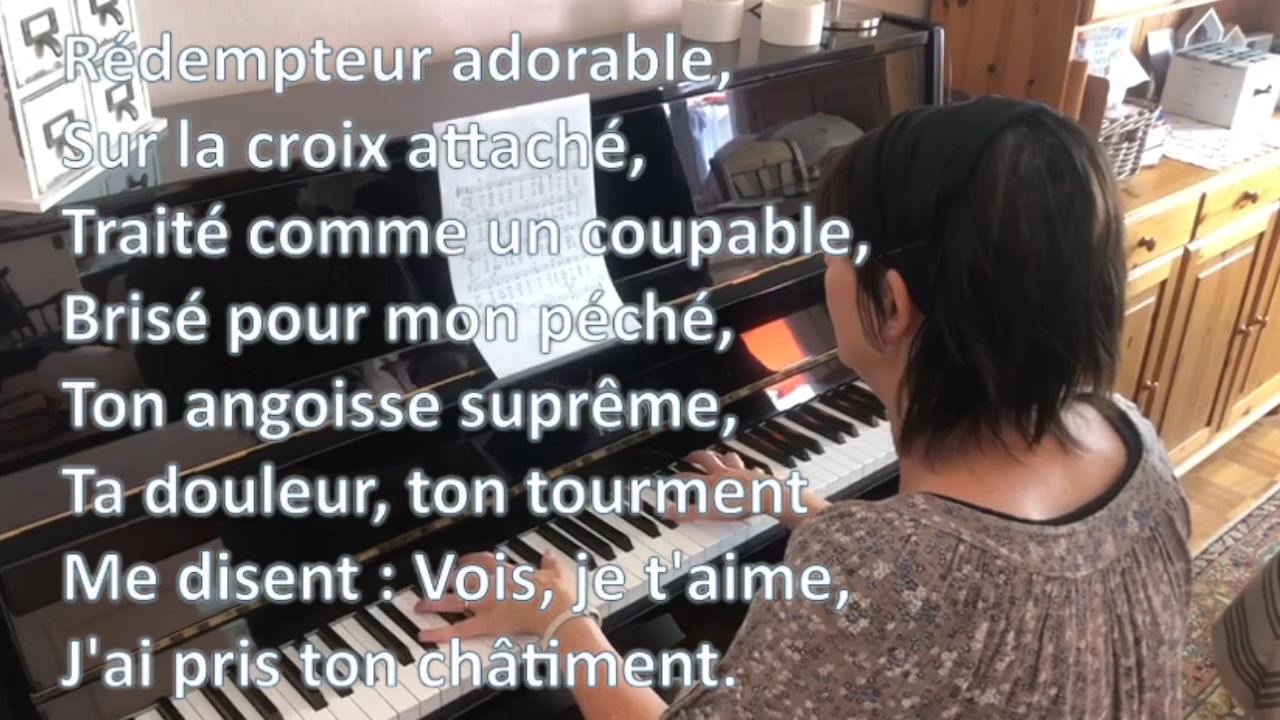 Rédempteur adorable,
Sur la croix attaché,
Traité comme un coupable,
Brisé pour mon péché,
Ton angoisse suprême,
Ta douleur, ton tourment
Me disent : Vois, je t'aime,
J'ai pris ton châtiment.